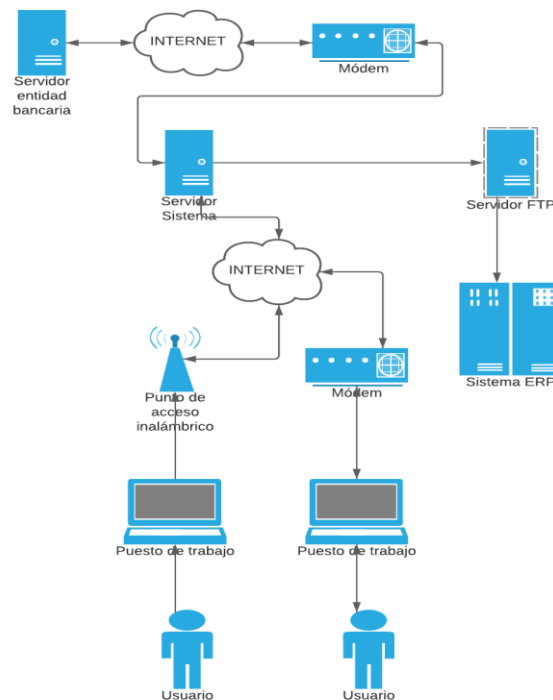 INTERNET
Módem
Servidor
entidad
bancaria
Servidor
Sistema
Servidor FTP
INTERNET
Punto de
acceso
inalámbrico
Módem
Sistema ERP
Puesto de trabajo
Puesto de trabajo
Usuario
Usuario